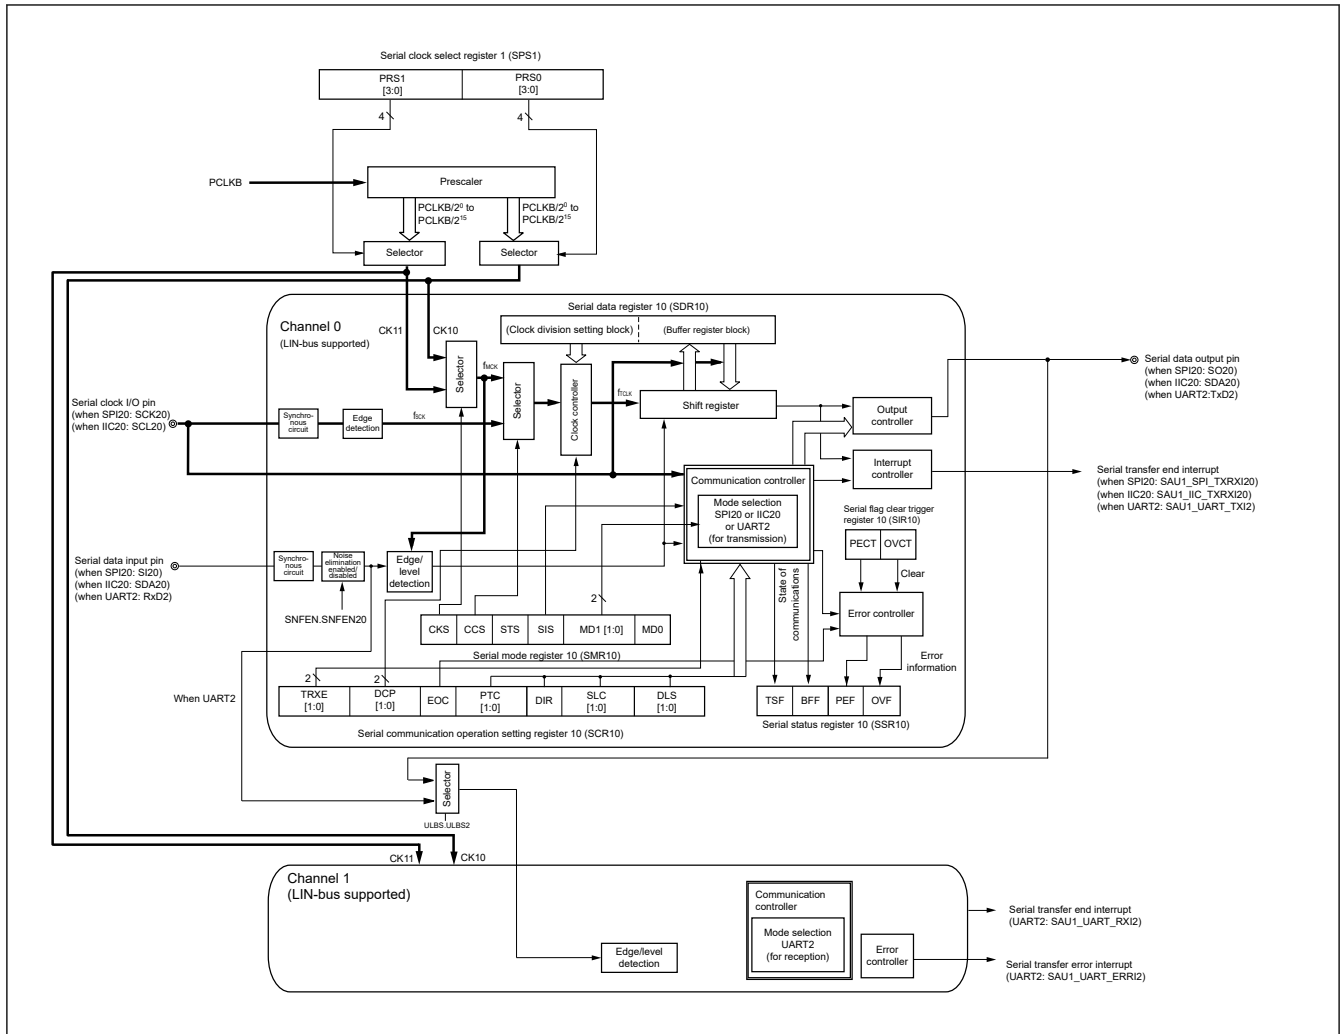 Serial clock select register 1 (SPS1)
PRS1
[3:0]
PRS0
[3:0]
4
4
PCLKB
Prescaler
PCLKB/2⁰ to
PCLKB/2¹⁵
PCLKB/2⁰ to
PCLKB/2¹⁵
Selector
Selector
Channel 0
(LIN-bus supported)
CK11
CK10
Serial data register 10 (SDR10)
(Clock division setting block)
(Buffer register block)
Selector
fMCK
Selector
Clock controller
fTCLK
Shift register
Output
controller
Serial data output pin
(when SPI20: SO20)
(when IIC20: SDA20)
(when UART2:TxD2)
Serial clock I/O pin
(when SPI20: SCK20)
(when IIC20: SCL20)
Synchro-
nous
circuit
Edge
detection
fSCK
Interrupt
controller
Serial transfer end interrupt
(when SPI20: SAU1_SPI_TXRXI20)
(when IIC20: SAU1_IIC_TXRXI20)
(when UART2: SAU1_UART_TXI2)
Communication controller
Mode selection
SPI20 or IIC20
or UART2
(for transmission)
Serial flag clear trigger
register 10 (SIR10)
PECT
OVCT
Clear
Serial data input pin
(when SPI20: SI20)
(when IIC20: SDA20)
(when UART2: RxD2)
Synchro-
nous
circuit
Noise
elimination
enabled/
disabled
Edge/
level
detection
SNFEN.SNFEN20
State of
communications
Error controller
Error
information
2
CKS
CCS
STS
SIS
MD1 [1:0]
MD0
Serial mode register 10 (SMR10)
When UART2
2
2
TRXE
[1:0]
DCP
[1:0]
EOC
PTC
[1:0]
DIR
SLC
[1:0]
DLS
[1:0]
Serial communication operation setting register 10 (SCR10)
TSF
BFF
PEF
OVF
Serial status register 10 (SSR10)
Selector
ULBS.ULBS2
CK11
CK10
Channel 1
(LIN-bus supported)
Communication
controller
Mode selection
UART2
(for reception)
Edge/level
detection
Error
controller
Serial transfer end interrupt
(UART2: SAU1_UART_RXI2)
Serial transfer error interrupt
(UART2: SAU1_UART_ERRI2)